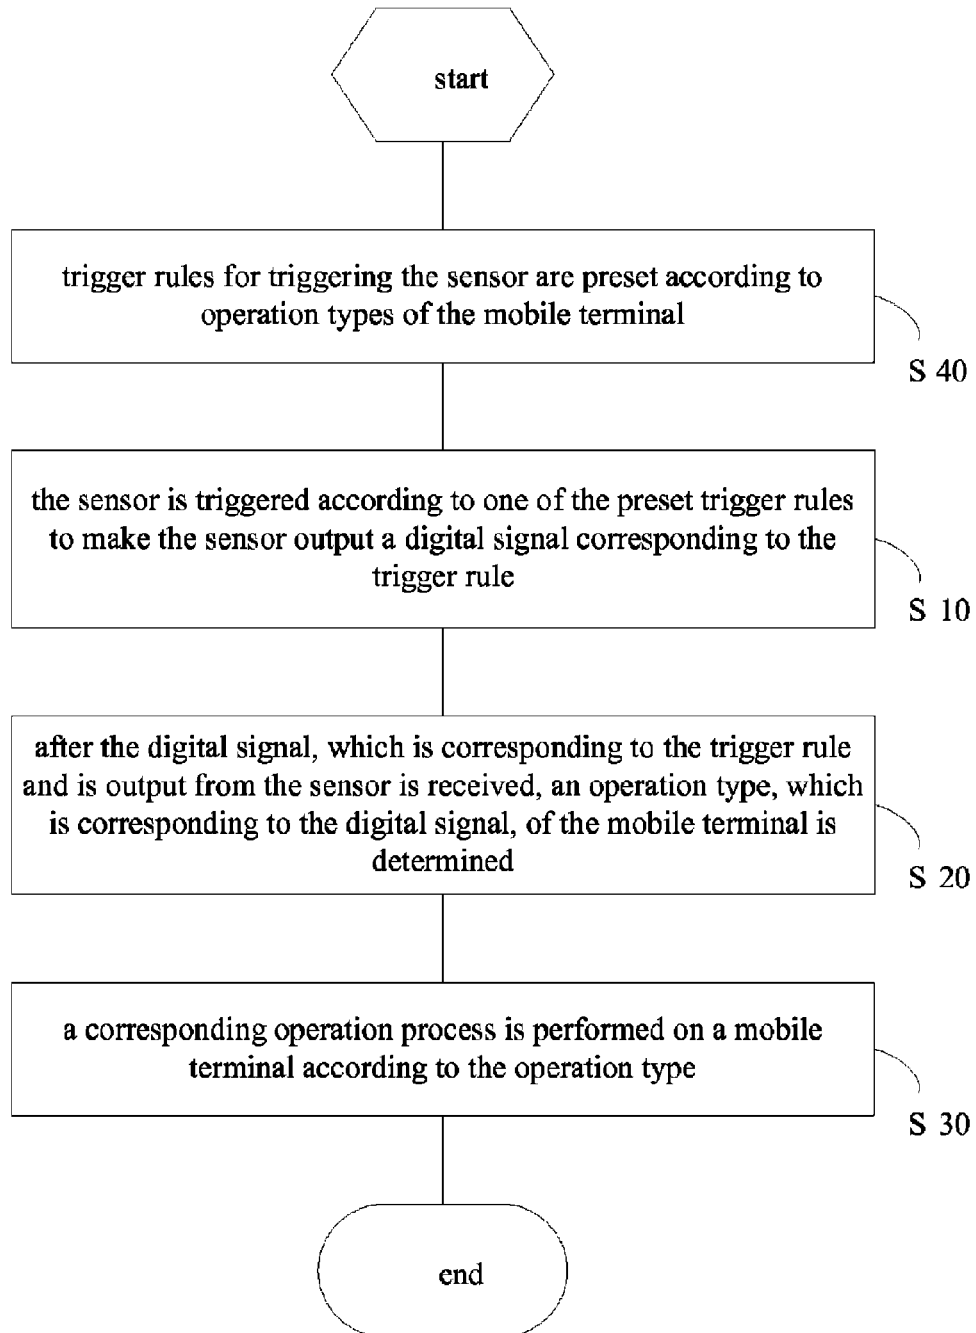 start
trigger rules for triggering the sensor are preset according to
operation types of the mobile terminal
S 40
the sensor is triggered according to one of the preset trigger rules
to make the sensor output a digital signal corresponding to the
trigger rule
S 10
after the digital signal, which is corresponding to the trigger rule
and is output from the sensor is received, an operation type, which
is corresponding to the digital signal, of the mobile terminal is
determined
S 20
a corresponding operation process is performed on a mobile
terminal according to the operation type
S 30
end